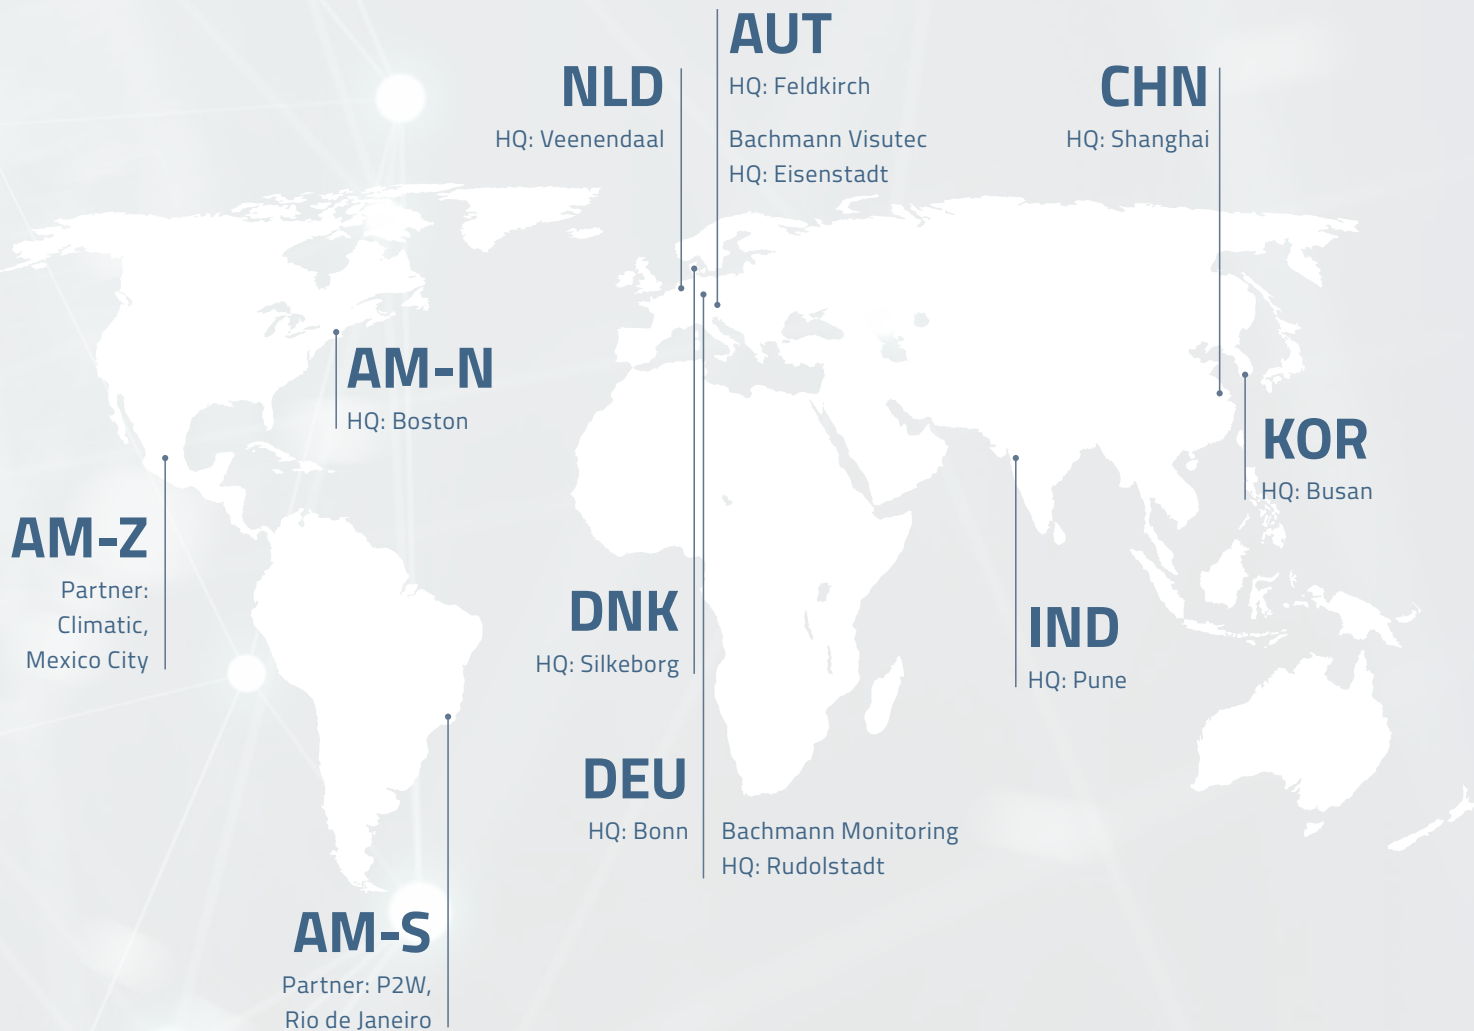 AUT
HQ: Feldkirch
Bachmann Visutec
HQ: Eisenstadt
NLD
HQ: Veenendaal
CHN
HQ: Shanghai
AM-N
HQ: Boston
KOR
HQ: Busan
AM-Z
Partner:
Climatic,
Mexico City
DNK
HQ: Silkeborg
IND
HQ: Pune
DEU
HQ: Bonn
Bachmann Monitoring
HQ: Rudolstadt
AM-S
Partner: P2W,
Rio de Janeiro